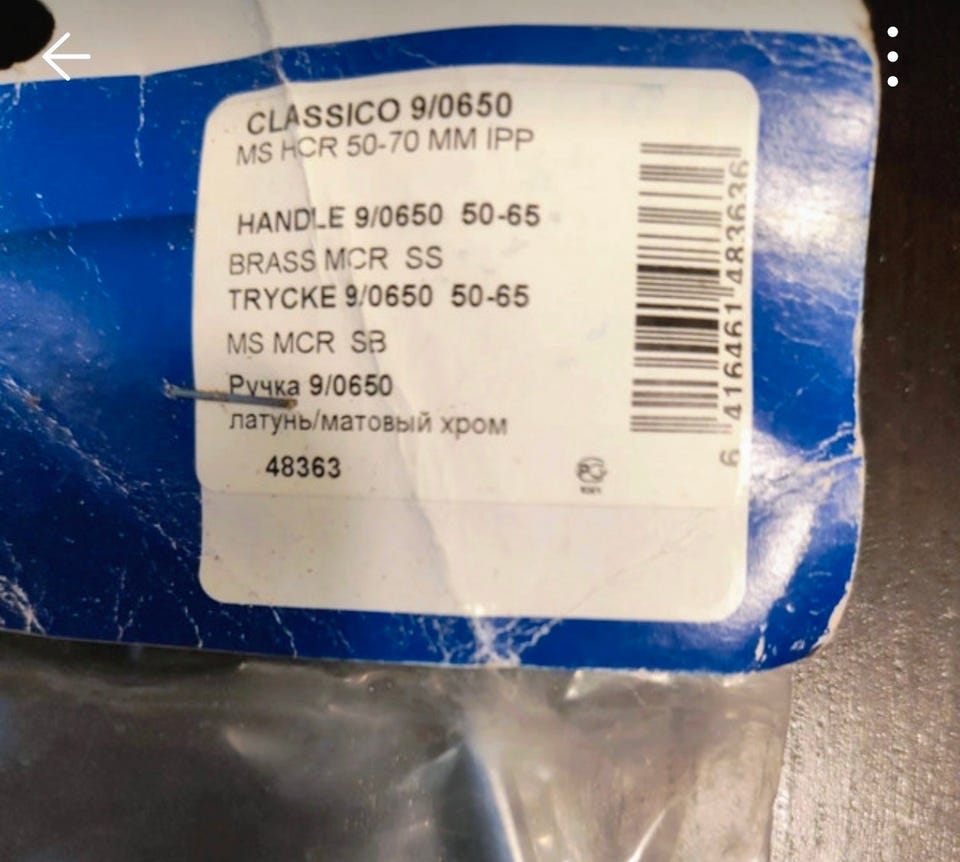 CLASSICO 9/0650
MS HCR 50-70 MM IPP
HANDLE 9/0650 50-65
BRASS MCR SS
TRYCKE 9/0650 50-65
MS MCR SB
Ручка 9/0650
латунь/матовый хром
48363
6 416461 483636